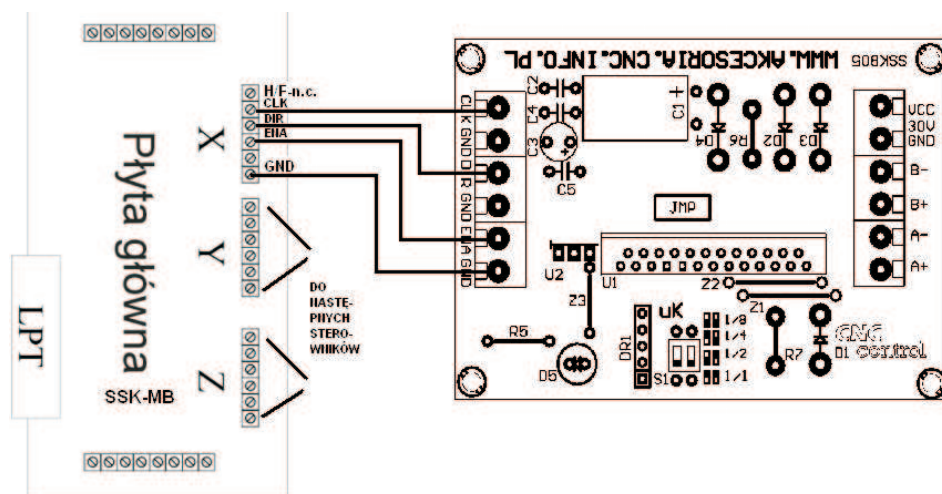 H/F-n.c.
CLK
DIR
ENA
GND
X
Y
Z
Płyta główna
LPT
SSK-MB
DO
NASTĘ-
PNYCH
STERO-
WNIKÓW
WWW.AKCESORIA.CNC.INFO.PL
SSKB05
CLK
GND
DIR
GND
ENA
GND
C2
C4
C3
C5
C1
D4
R6
D2
D3
VCC
30V
GND
B-
B+
A-
A+
JMP
U2
U1
Z2
Z1
Z3
R5
D5
DR1
uK
S1
1/8
1/4
1/2
1/1
R7
D1
CNC
control